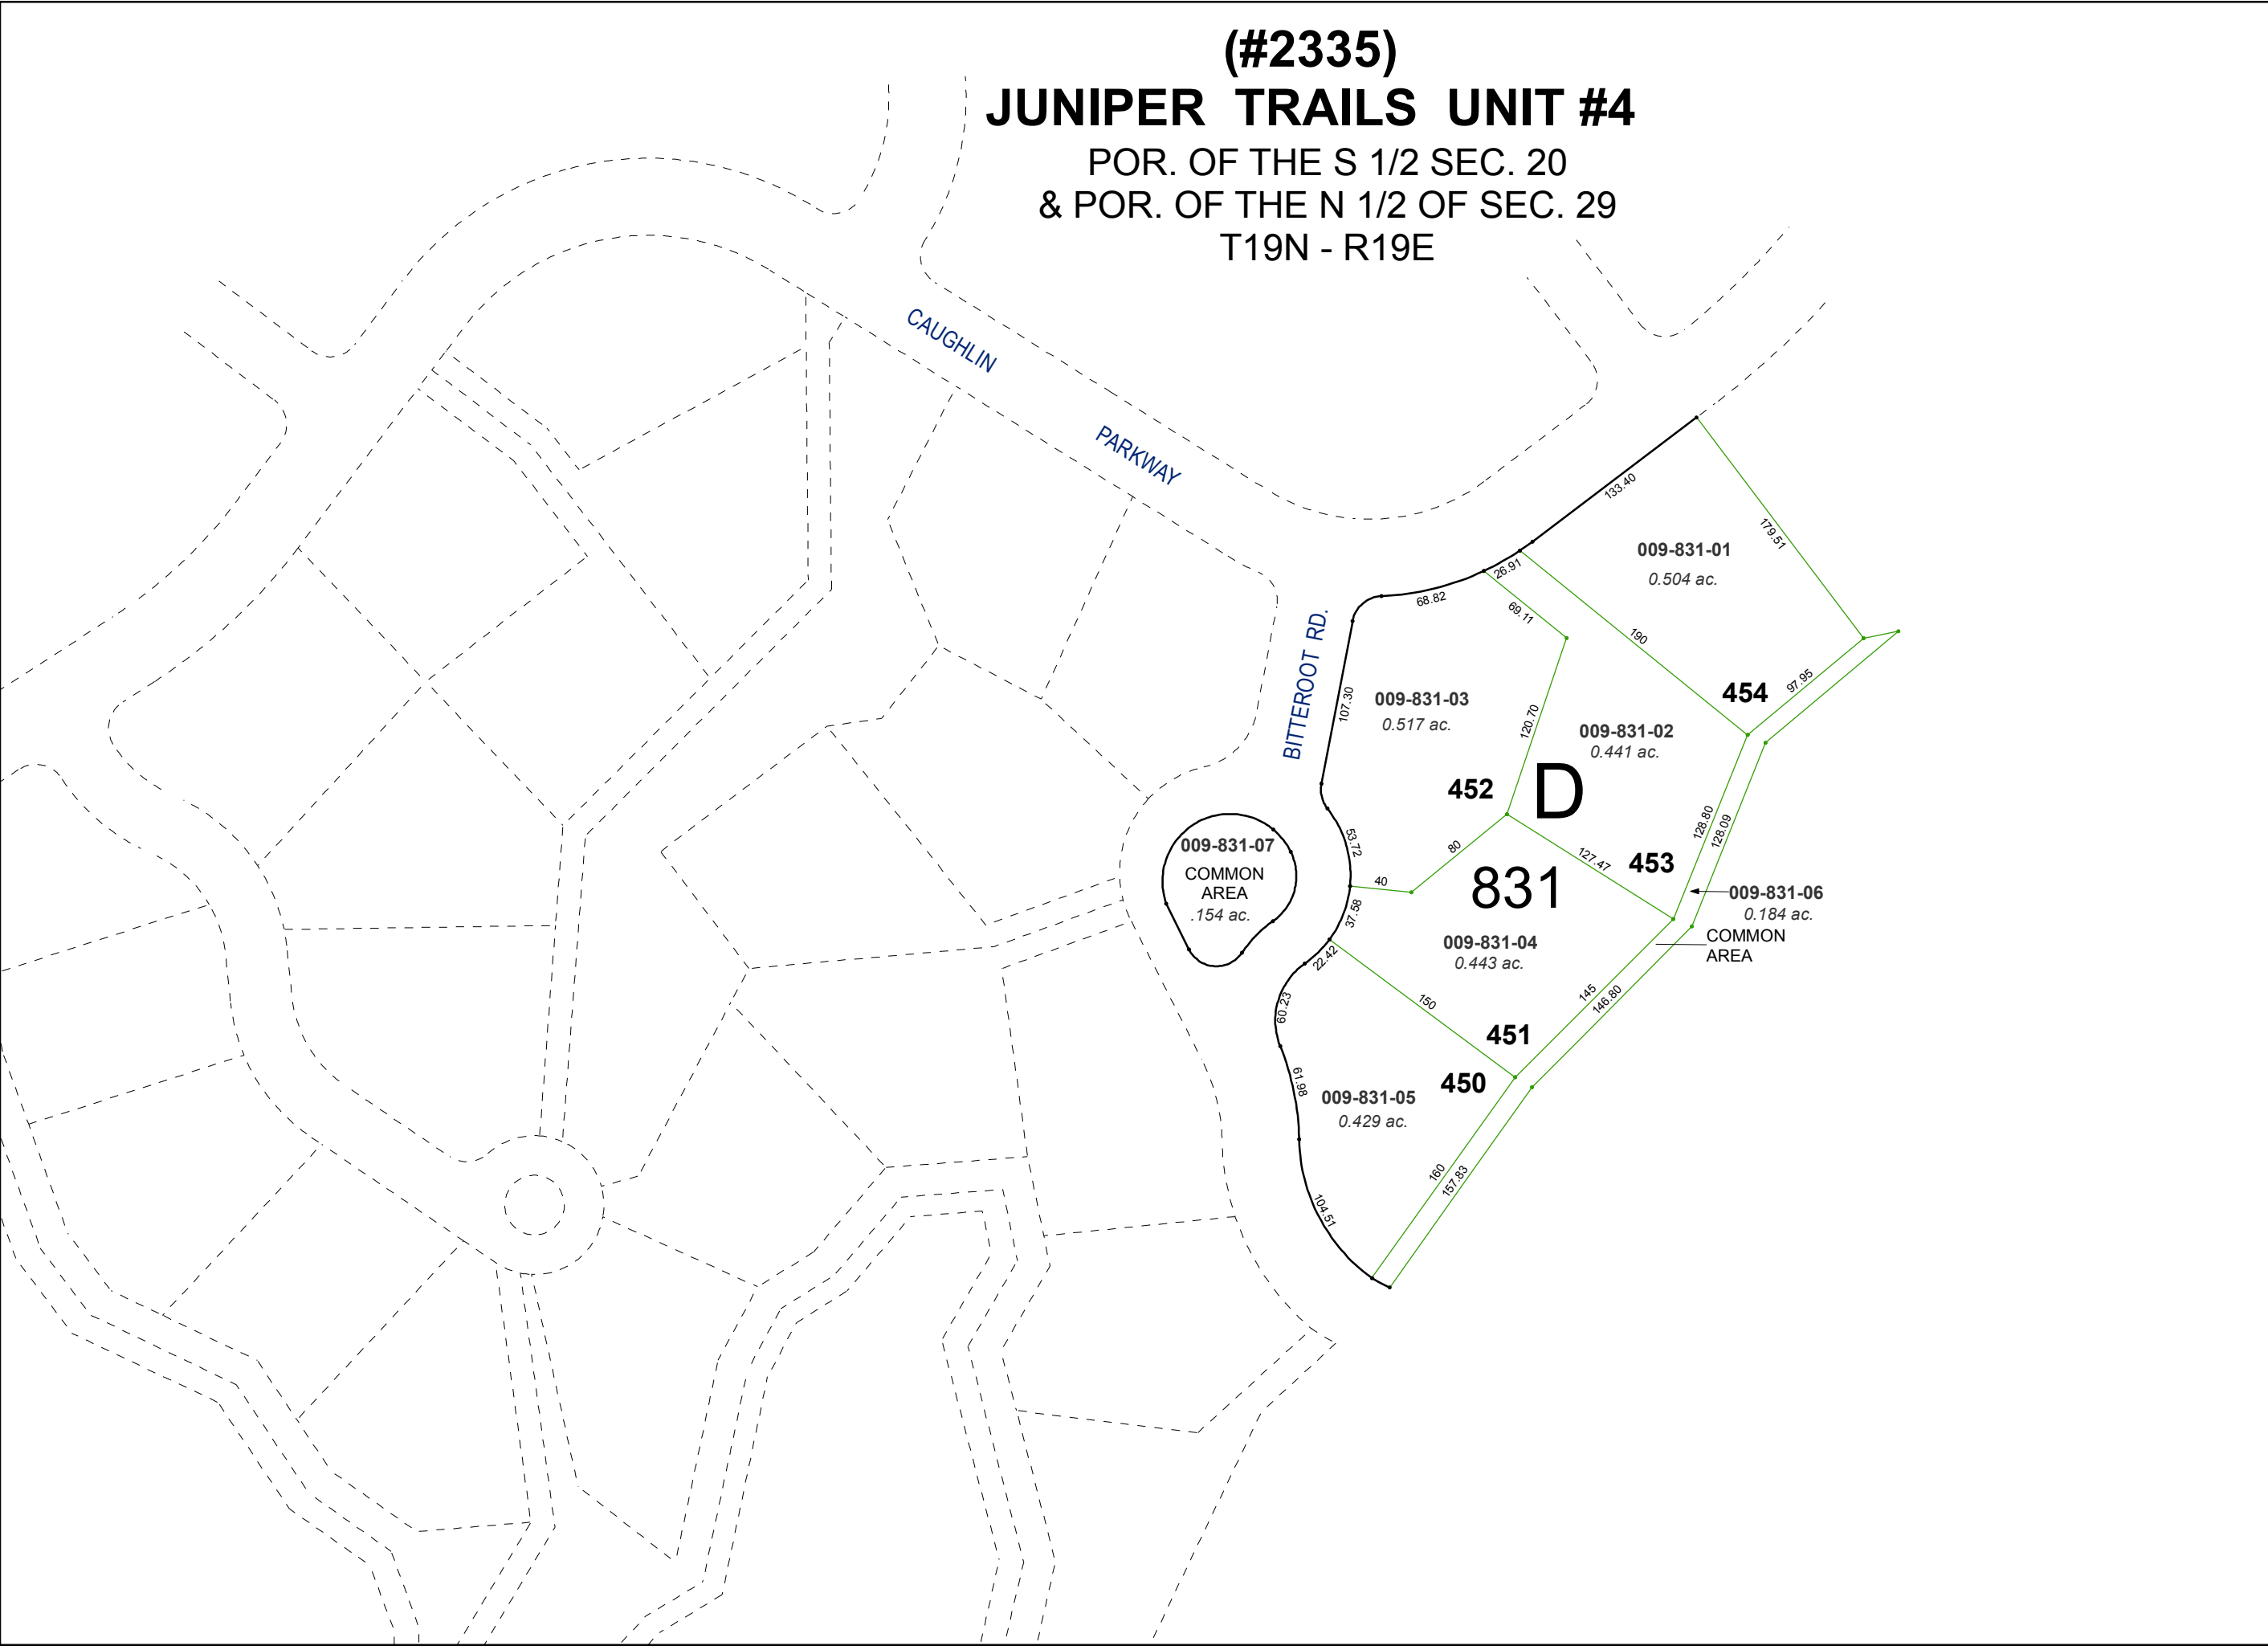 (#2335)
JUNIPER TRAILS UNIT #4
POR. OF THE S 1/2 SEC. 20
& POR. OF THE N 1/2 OF SEC. 29
T19N - R19E
CAUGHLIN
PARKWAY
BITTEROOT RD.
133.40
179.51
009-831-01
0.504 ac.
26.91
68.82
69.11
190
454
97.95
107.30
009-831-03
0.517 ac.
120.70
009-831-02
0.441 ac.
452
D
128.80
128.09
53.72
80
127.47
453
009-831-07
COMMON
AREA
.154 ac.
40
831
009-831-06
0.184 ac.
COMMON
AREA
37.58
009-831-04
0.443 ac.
22.42
150
145
146.80
60.23
451
450
61.98
009-831-05
0.429 ac.
160
157.83
104.51